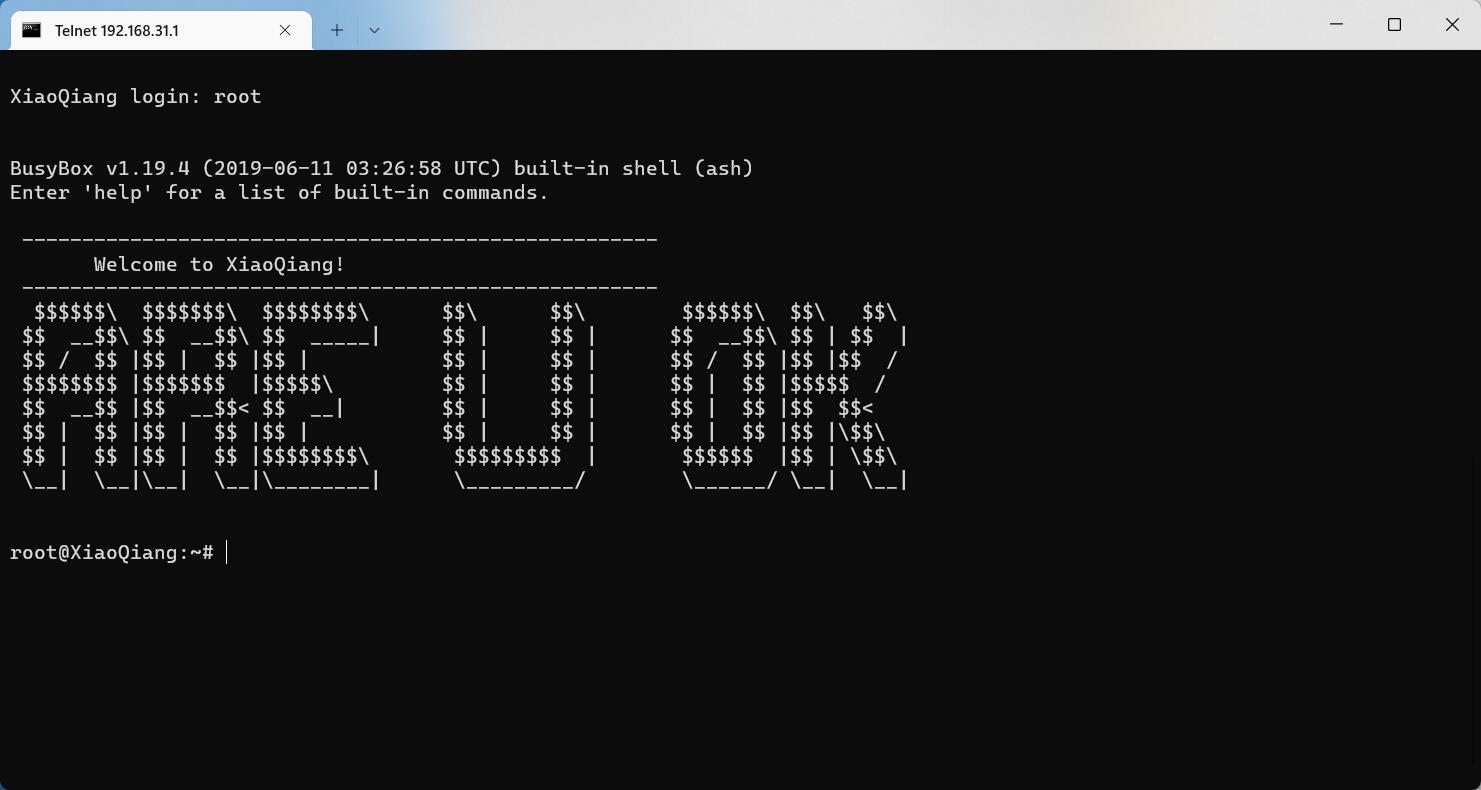 Telnet 192.168.31.1
XiaoQiang login: root
BusyBox v1.19.4 (2019-06-11 03:26:58 UTC) built-in shell (ash)
Enter 'help' for a list of built-in commands.
 -----------------------------------------------------
       Welcome to XiaoQiang!
 -----------------------------------------------------
  $$$$$$\  $$$$$$$\  $$$$$$$$\      $$\      $$\        $$$$$$\  $$\   $$\
 $$  __$$\ $$  __$$\ $$  _____|     $$ |     $$ |      $$  __$$\ $$ | $$  |
 $$ /  $$ |$$ |  $$ |$$ |           $$ |     $$ |      $$ /  $$ |$$ |$$  /
 $$$$$$$$ |$$$$$$$  |$$$$$\         $$ |     $$ |      $$ |  $$ |$$$$$  /
 $$  __$$ |$$  __$$< $$  __|        $$ |     $$ |      $$ |  $$ |$$  $$<
 $$ |  $$ |$$ |  $$ |$$ |           $$ |     $$ |      $$ |  $$ |$$ |\$$\
 $$ |  $$ |$$ |  $$ |$$$$$$$$\       $$$$$$$$$  |       $$$$$$  |$$ | \$$\
 \__|  \__|\__|  \__|\________|      \_________/        \______/ \__|  \__|
root@XiaoQiang:~#